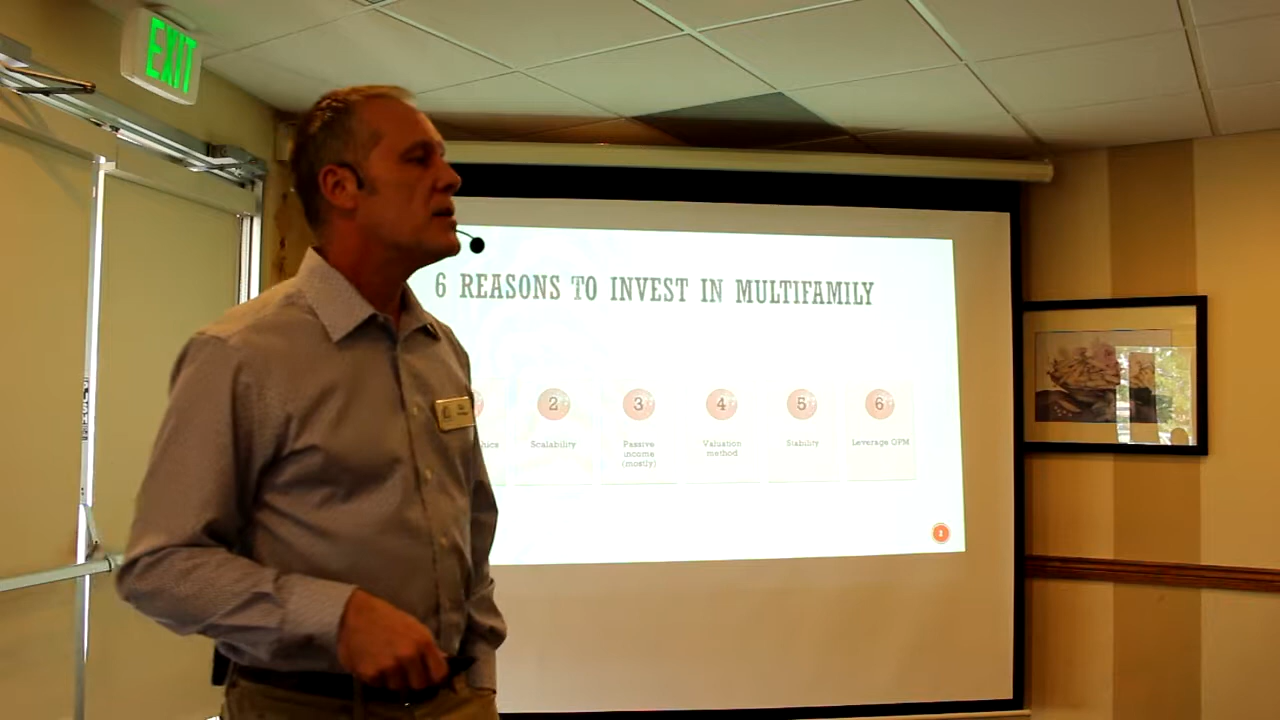 EXIT
6 REASONS TO INVEST IN MULTIFAMILY
2
3
4
5
6
Scalability
Passive
income
(mostly)
Valuation
method
Stability
Leverage OPM